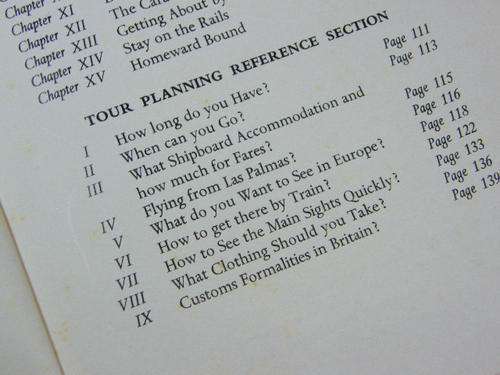 Chapter XI
Chapter XII The
Chapter XIII Getting About by
Chapter XIV Stay on the Rails
Chapter XV Homeward Bound
TOUR PLANNING REFERENCE SECTION
I How long do you Have? Page 111
II When can you Go? Page 113
III What Shipboard Accommodation and
how much for Fares? Page 115
IV Flying from Las Palmas? Page 116
V What do you Want to See in Europe? Page 118
VI How to get there by Train? Page 122
VII How to See the Main Sights Quickly? Page 133
VIII What Clothing Should you Take? Page 136
IX Customs Formalities in Britain? Page 139